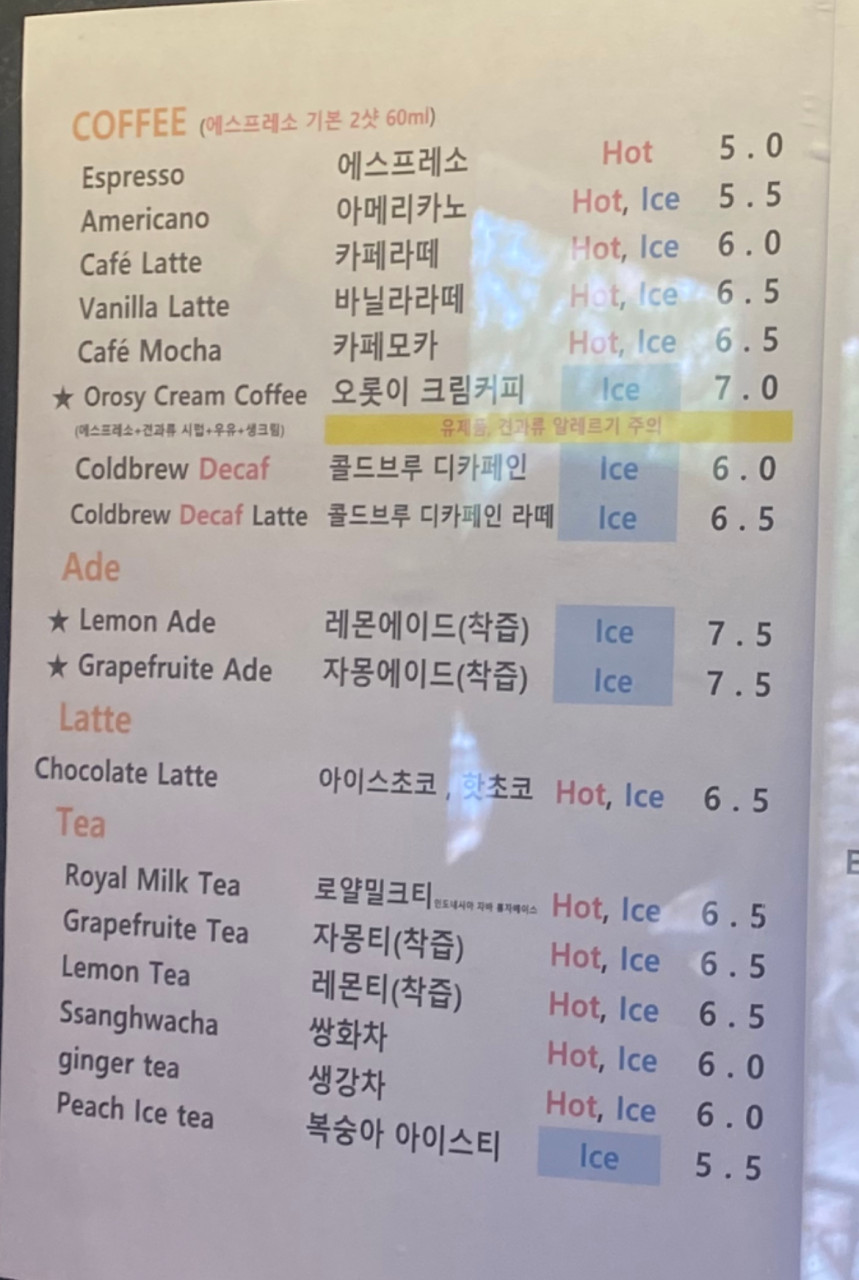 COFFEE (에스프레소 기본 2샷 60ml)
Espresso 에스프레소 Hot 5.0
Americano 아메리카노 Hot, Ice 5.5
Café Latte 카페라떼 Hot, Ice 6.0
Vanilla Latte 바닐라라떼 Hot, Ice 6.5
Café Mocha 카페모카 Hot, Ice 6.5
★ Orosy Cream Coffee 오롯이 크림커피 Ice 7.0
(에스프레소+견과류 시럽+우유+생크림) 유제품, 견과류 알레르기 주의
Coldbrew Decaf 콜드브루 디카페인 Ice 6.0
Coldbrew Decaf Latte 콜드브루 디카페인 라떼 Ice 6.5
Ade
★ Lemon Ade 레몬에이드(착즙) Ice 7.5
★ Grapefruite Ade 자몽에이드(착즙) Ice 7.5
Latte
Chocolate Latte 아이스초코 , 핫초코 Hot, Ice 6.5
Tea
Royal Milk Tea 로얄밀크티 인도네시아 자바 홍차베이스 Hot, Ice 6.5
Grapefruite Tea 자몽티(착즙) Hot, Ice 6.5
Lemon Tea 레몬티(착즙) Hot, Ice 6.5
Ssanghwacha 쌍화차 Hot, Ice 6.0
ginger tea 생강차 Hot, Ice 6.0
Peach Ice tea 복숭아 아이스티 Ice 5.5